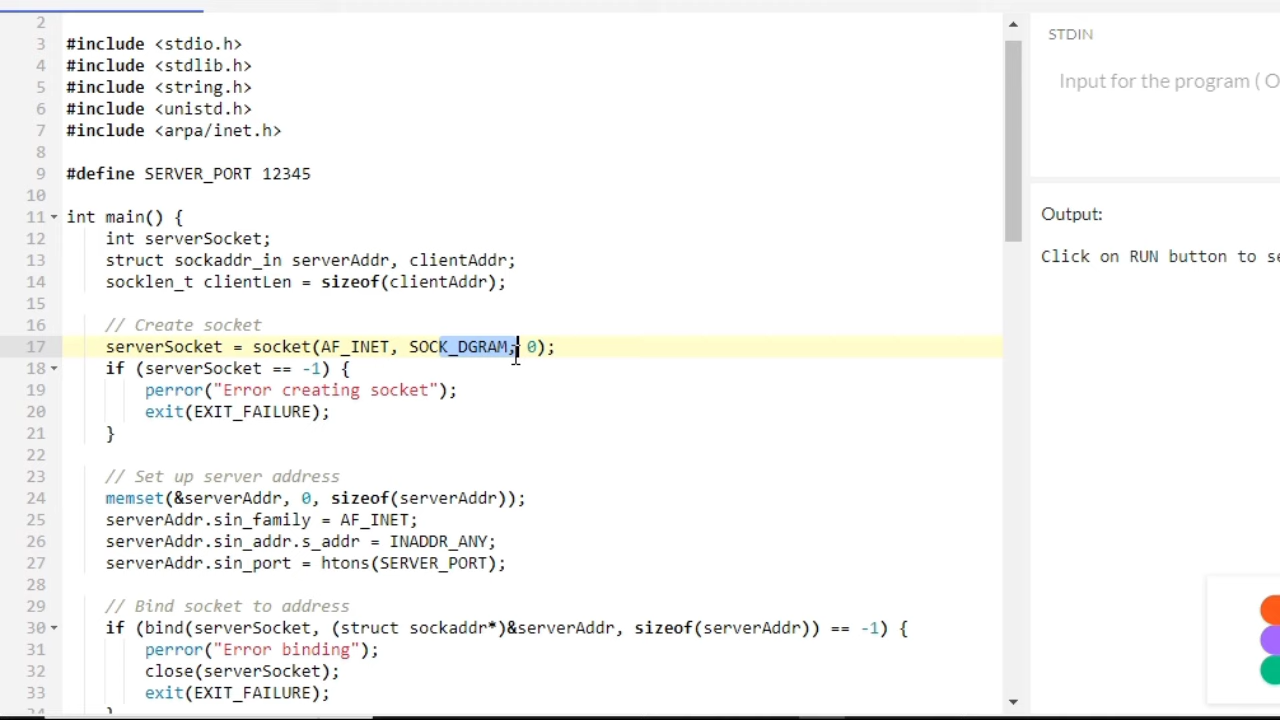 2
3 #include <stdio.h>
4 #include <stdlib.h>
5 #include <string.h>
6 #include <unistd.h>
7 #include <arpa/inet.h>
8
9 #define SERVER_PORT 12345
10
11 int main() {
12 int serverSocket;
13 struct sockaddr_in serverAddr, clientAddr;
14 socklen_t clientLen = sizeof(clientAddr);
15
16 // Create socket
17 serverSocket = socket(AF_INET, SOCK_DGRAM, 0);
18 if (serverSocket == -1) {
19 perror("Error creating socket");
20 exit(EXIT_FAILURE);
21 }
22
23 // Set up server address
24 memset(&serverAddr, 0, sizeof(serverAddr));
25 serverAddr.sin_family = AF_INET;
26 serverAddr.sin_addr.s_addr = INADDR_ANY;
27 serverAddr.sin_port = htons(SERVER_PORT);
28
29 // Bind socket to address
30 if (bind(serverSocket, (struct sockaddr*)&serverAddr, sizeof(serverAddr)) == -1) {
31 perror("Error binding");
32 close(serverSocket);
33 exit(EXIT_FAILURE);
34 }
STDIN
Input for the program ( O
Output:
Click on RUN button to se